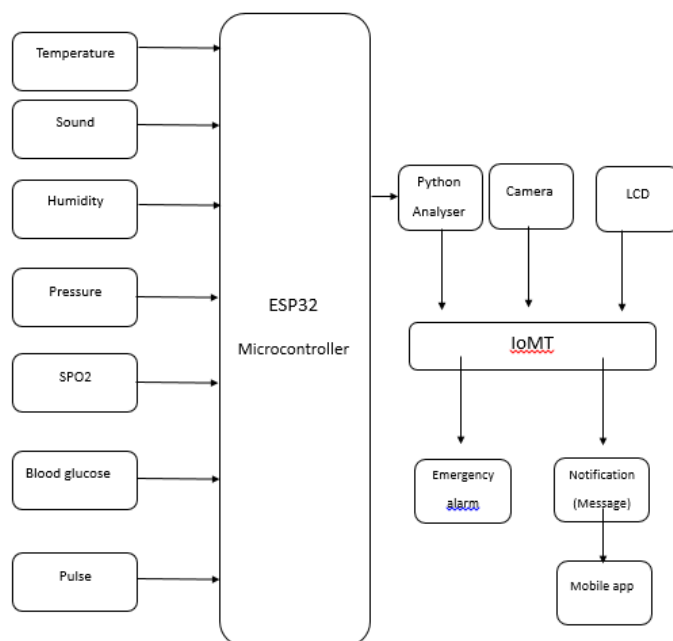 Temperature
Sound
Humidity
Pressure
SPO2
Blood glucose
Pulse
ESP32
Microcontroller
Python
Analyser
Camera
LCD
IoMT
Emergency
alarm
Notification
(Message)
Mobile app